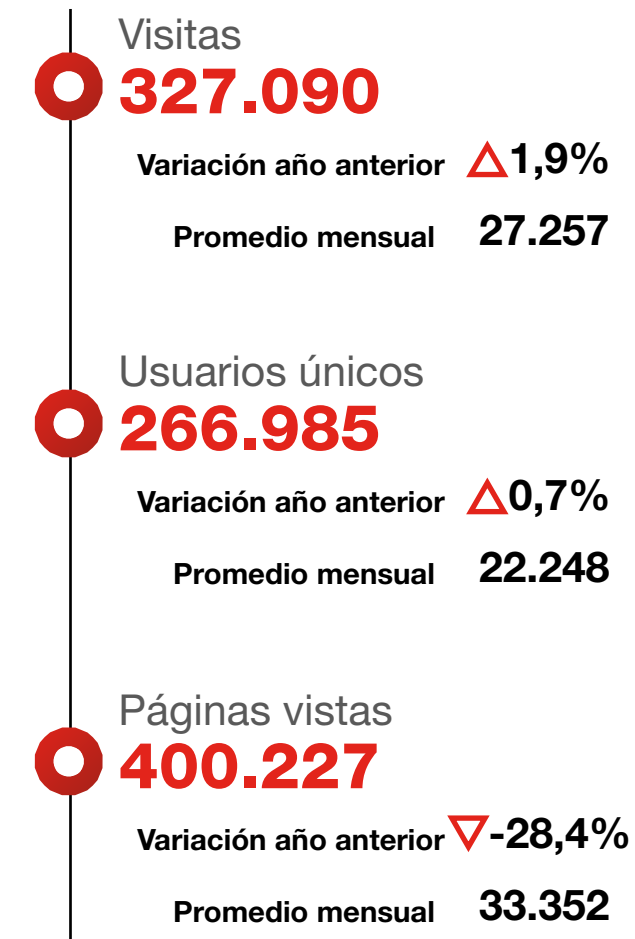 Visitas
327.090
Variación año anterior △1,9%
Promedio mensual 27.257
Usuarios únicos
266.985
Variación año anterior △0,7%
Promedio mensual 22.248
Páginas vistas
400.227
Variación año anterior ▽-28,4%
Promedio mensual 33.352